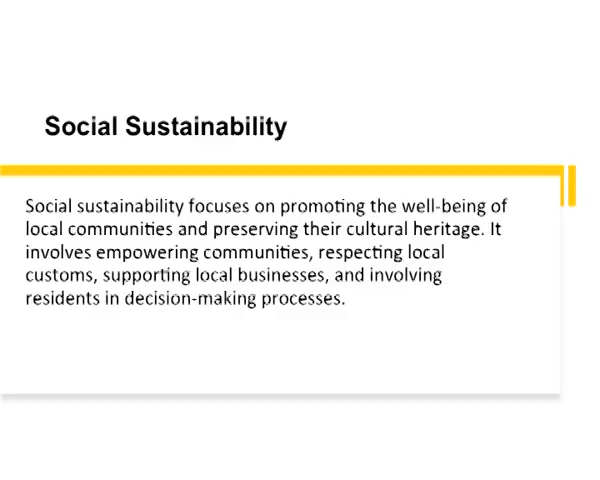 Social Sustainability
Social sustainability focuses on promoting the well-being of
local communities and preserving their cultural heritage. It
involves empowering communities, respecting local
customs, supporting local businesses, and involving
residents in decision-making processes.